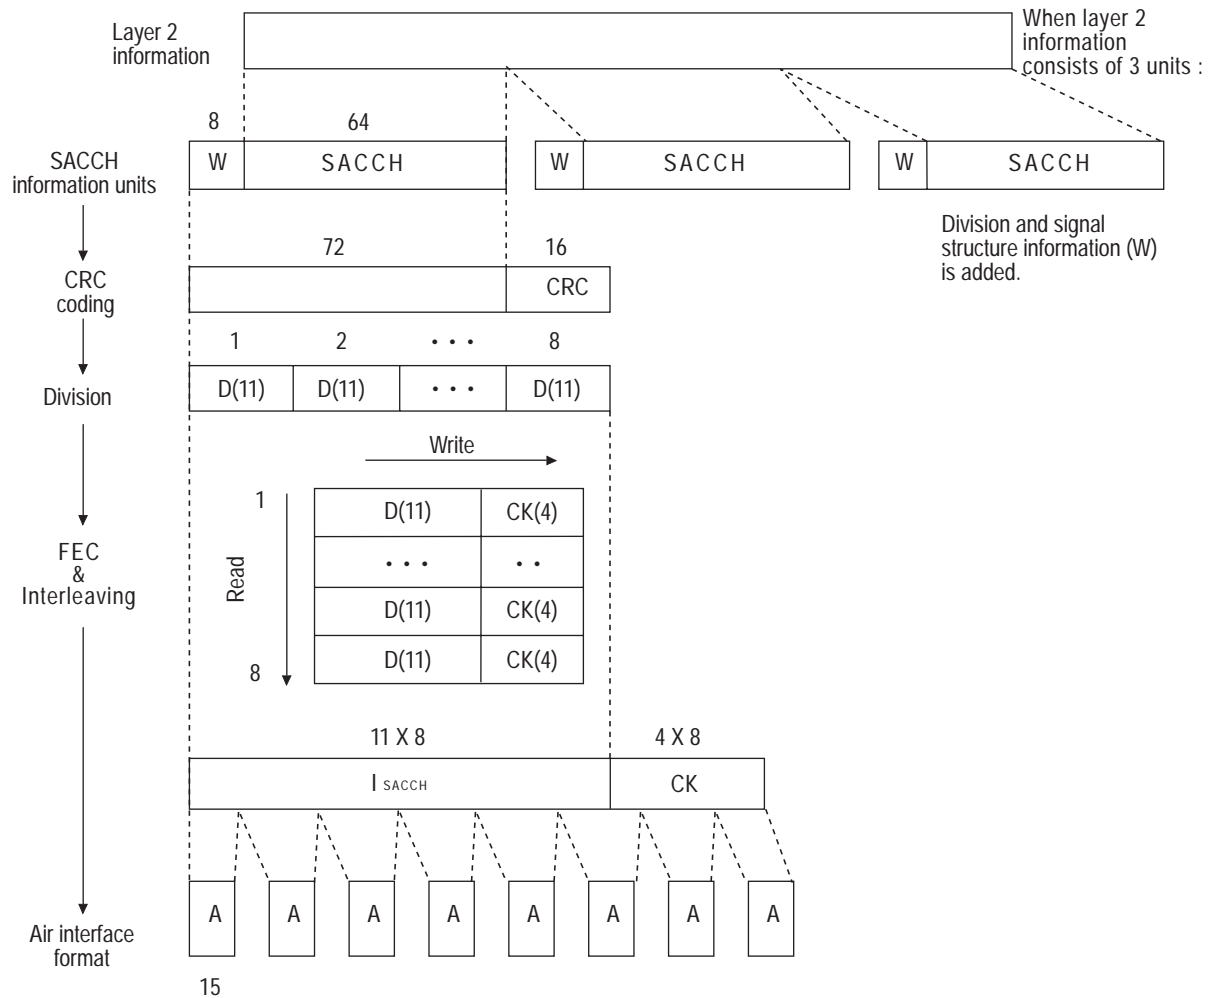 Layer 2
information
When layer 2
information
consists of 3 units :
8
64
SACCH
information units
W
SACCH
W
SACCH
W
SACCH
Division and signal
structure information (W)
is added.
72
16
CRC
coding
CRC
1
2
• • •
8
Division
D(11)
D(11)
• • •
D(11)
Write
Read
1
8
D(11)
CK(4)
• • •
• •
D(11)
CK(4)
D(11)
CK(4)
FEC
&
Interleaving
11 X 8
4 X 8
I SACCH
CK
Air interface
format
A
A
A
A
A
A
A
A
15